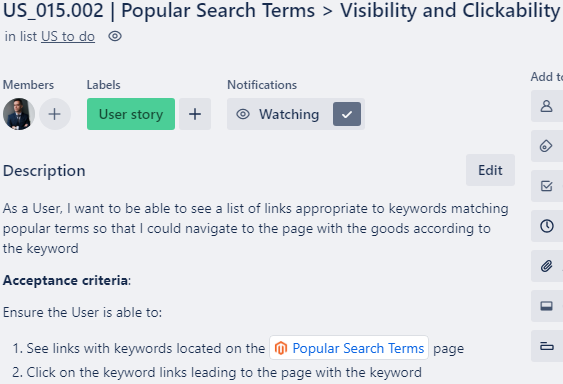 US_015.002 | Popular Search Terms > Visibility and Clickability
in list US to do
Members
Labels
Notifications
Add to
+
User story
+
Watching
Description
Edit
As a User, I want to be able to see a list of links appropriate to keywords matching
popular terms so that I could navigate to the page with the goods according to
the keyword
Acceptance criteria:
Ensure the User is able to:
1. See links with keywords located on the Popular Search Terms page
2. Click on the keyword links leading to the page with the keyword